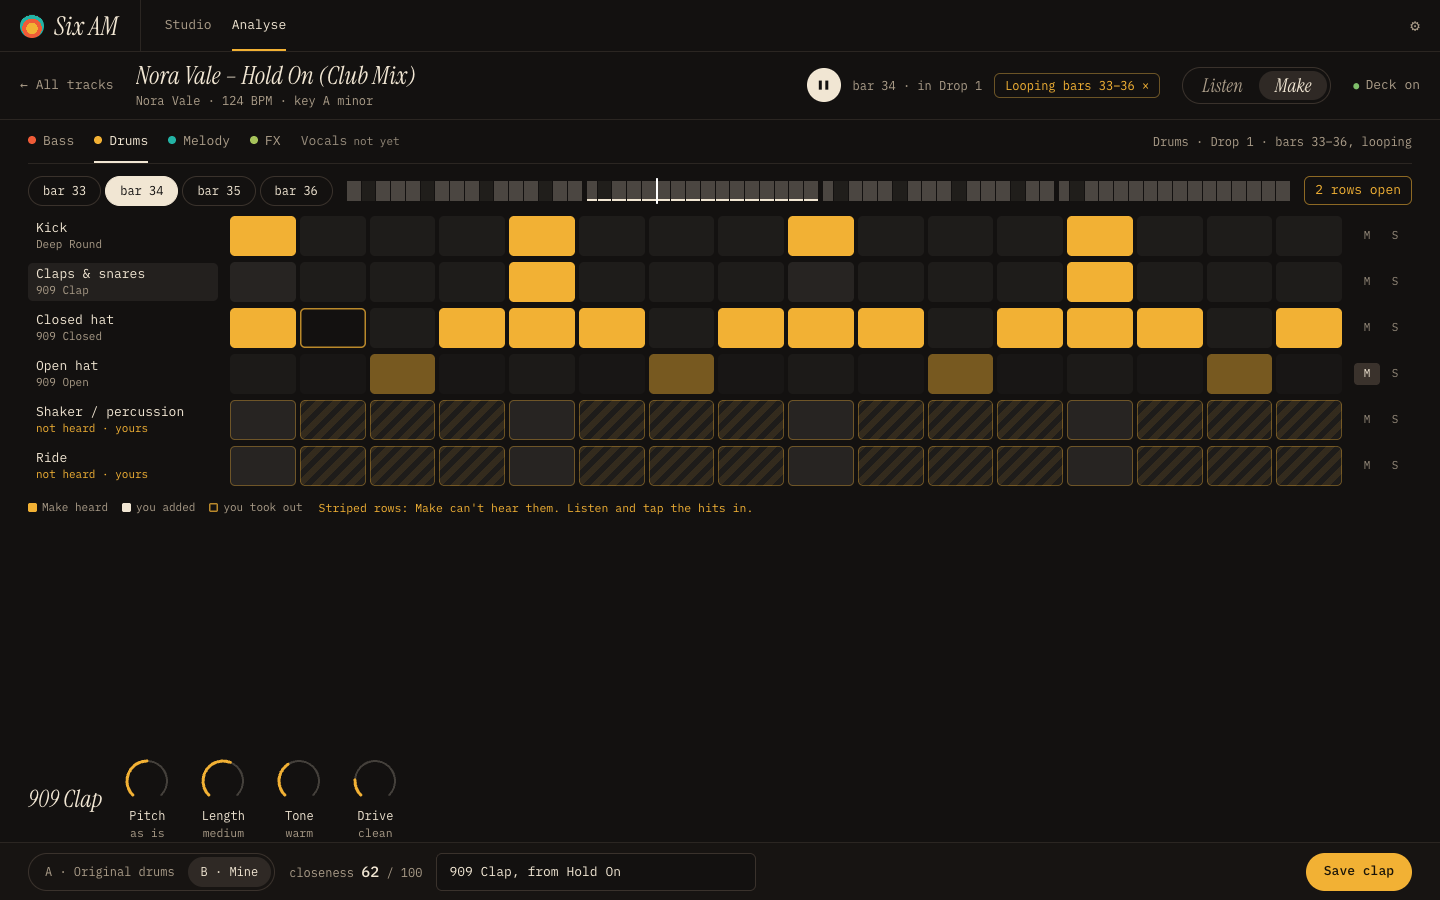 Six AM
Studio Analyse
⚙
← All tracks
Nora Vale – Hold On (Club Mix)
Nora Vale · 124 BPM · key A minor
bar 34 · in Drop 1
Looping bars 33–36 ×
Listen Make
Deck on
Bass Drums Melody FX Vocals not yet
Drums · Drop 1 · bars 33–36, looping
bar 33 bar 34 bar 35 bar 36
2 rows open
Kick
Deep Round
M S
Claps & snares
909 Clap
M S
Closed hat
909 Closed
M S
Open hat
909 Open
M S
Shaker / percussion
not heard · yours
M S
Ride
not heard · yours
M S
Make heard you added you took out Striped rows: Make can't hear them. Listen and tap the hits in.
909 Clap
Pitch Length Tone Drive
as is medium warm clean
A · Original drums B · Mine closeness 62 / 100 909 Clap, from Hold On Save clap